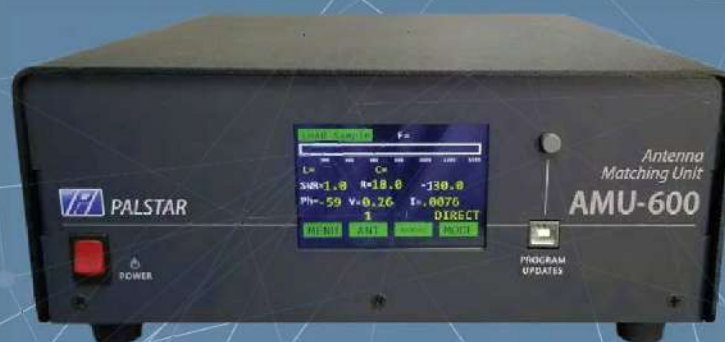 Load Sample F=
L= C=
SWR=1.0 R=18.0 -j30.0
Ph=-59 V=0.26 I=.0076
1 DIRECT
MENU ANT MODE
PALSTAR
POWER
Antenna
Matching Unit
AMU-600
PROGRAM
UPDATES